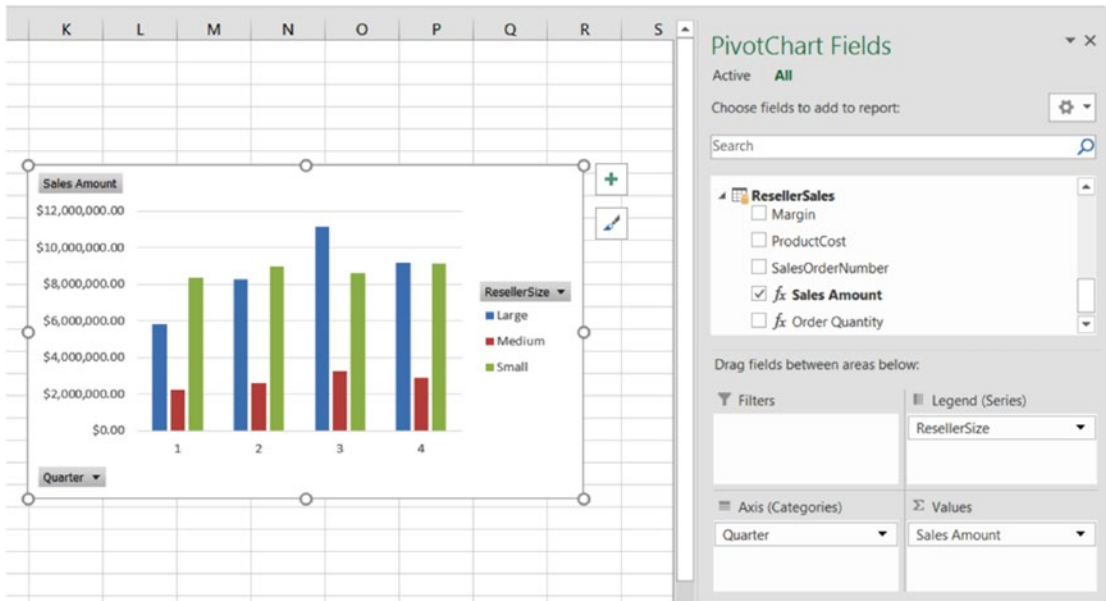 K L M N O P Q R S
Sales Amount
$12,000,000.00
$10,000,000.00
$8,000,000.00
$6,000,000.00
$4,000,000.00
$2,000,000.00
$0.00
1 2 3 4
Quarter
ResellerSize
Large
Medium
Small
PivotChart Fields
Active All
Choose fields to add to report:
Search
ResellerSales
Margin
ProductCost
SalesOrderNumber
fx Sales Amount
fx Order Quantity
Drag fields between areas below:
Filters
Legend (Series)
ResellerSize
Axis (Categories)
Σ Values
Quarter
Sales Amount